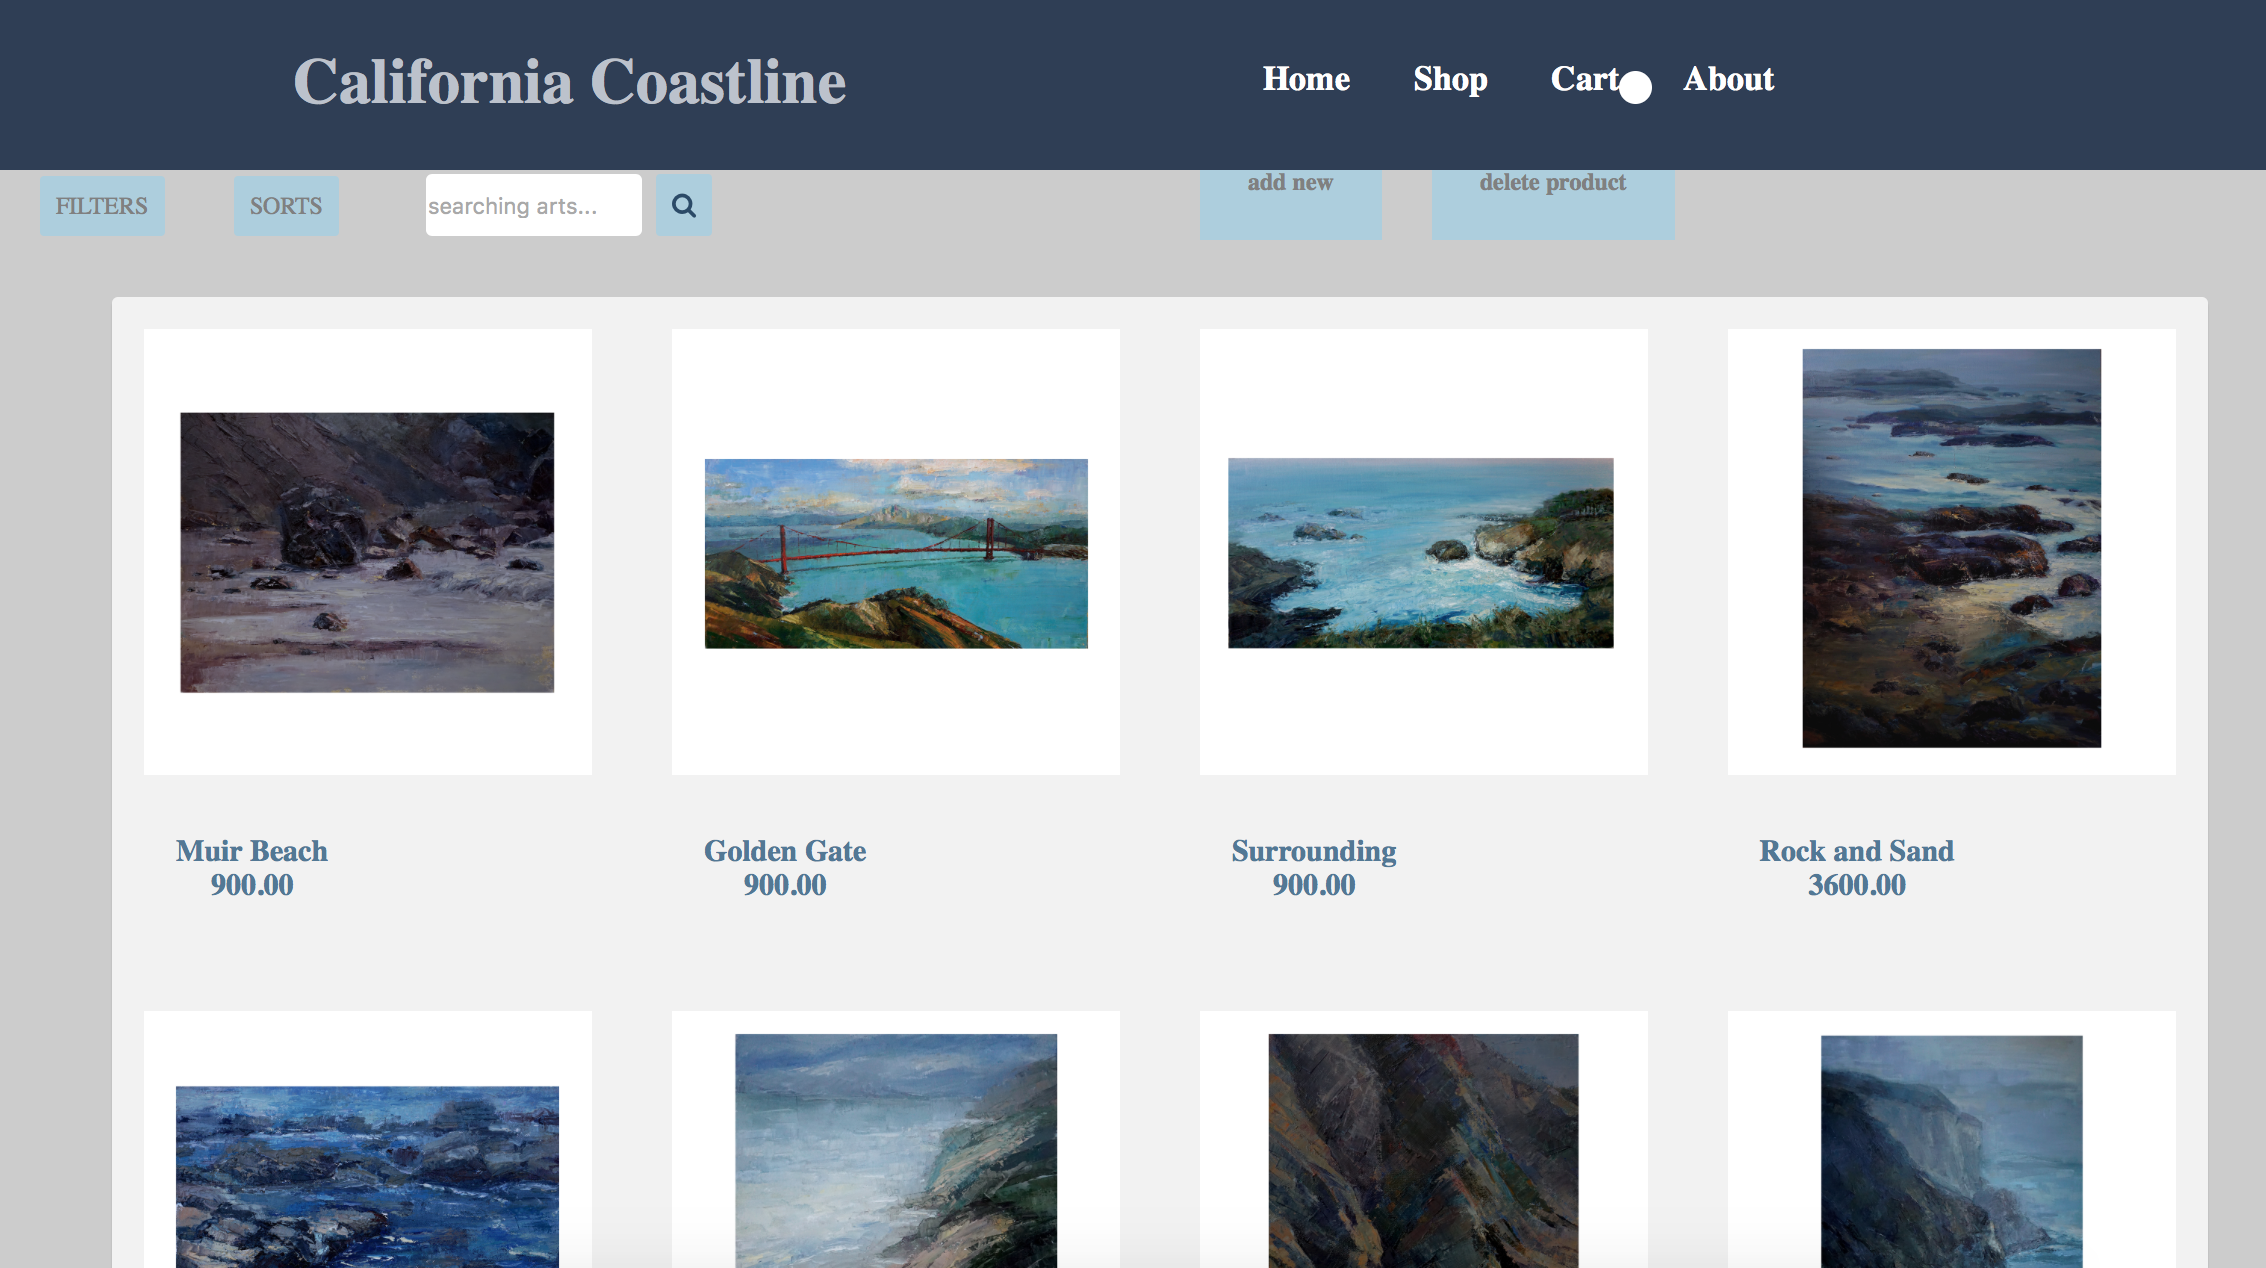 California Coastline
Home Shop Cart About
FILTERS SORTS searching arts... add new delete product
Muir Beach
900.00
Golden Gate
900.00
Surrounding
900.00
Rock and Sand
3600.00